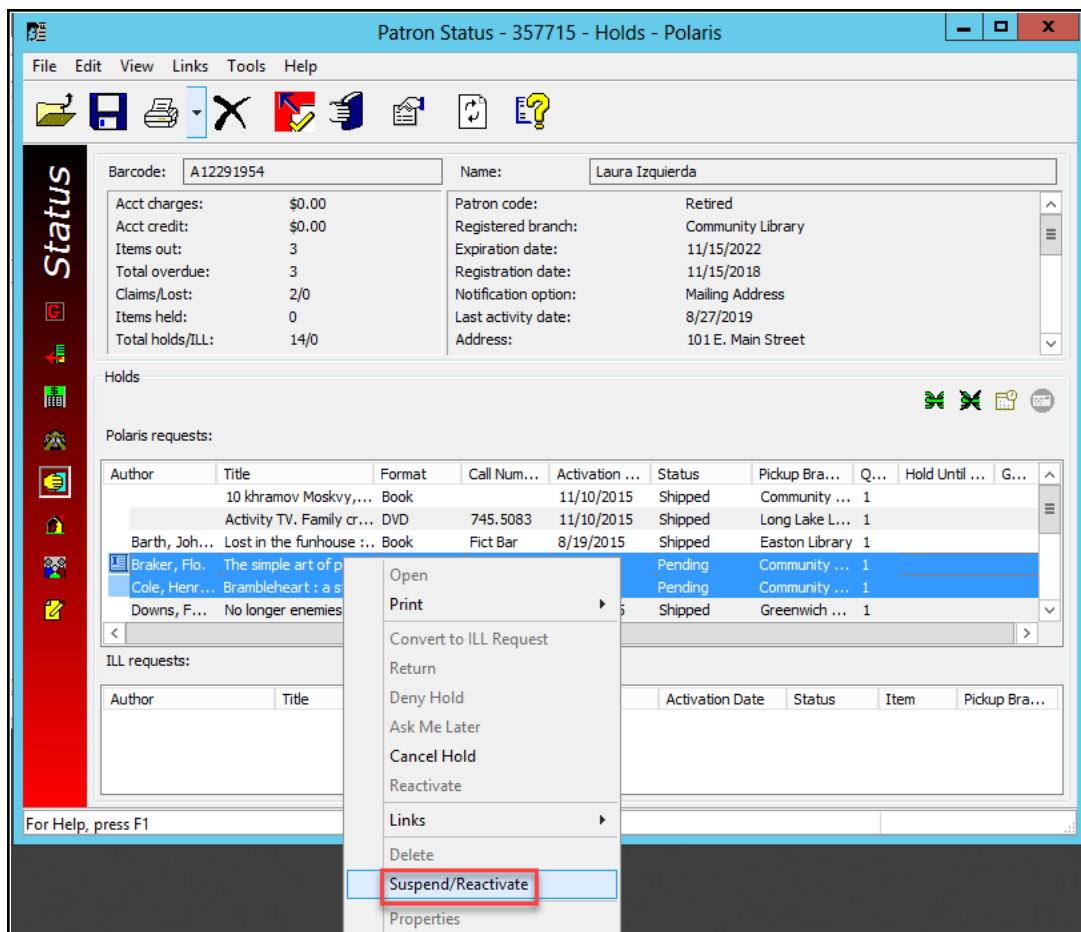 Patron Status - 357715 - Holds - Polaris
File Edit View Links Tools Help
Status
Barcode: A12291954 Name: Laura Izquierda
Acct charges: $0.00 Patron code: Retired
Acct credit: $0.00 Registered branch: Community Library
Items out: 3 Expiration date: 11/15/2022
Total overdue: 3 Registration date: 11/15/2018
Claims/Lost: 2/0 Notification option: Mailing Address
Items held: 0 Last activity date: 8/27/2019
Total holds/ILL: 14/0 Address: 101 E. Main Street
Holds
Polaris requests:
Author Title Format Call Num... Activation ... Status Pickup Bra... Q... Hold Until ... G...
10 khramov Moskvy,... Book 11/10/2015 Shipped Community ... 1
Activity TV. Family cr... DVD 745.5083 11/10/2015 Shipped Long Lake L... 1
Barth, Joh... Lost in the funhouse :... Book Fict Bar 8/19/2015 Shipped Easton Library 1
Braker, Flo. The simple art of p Pending Community ... 1
Cole, Henr... Brambleheart : a s Pending Community ... 1
Downs, F... No longer enemies 5 Shipped Greenwich ... 1
ILL requests:
Author Title Activation Date Status Item Pickup Bra...
Open
Print
Convert to ILL Request
Return
Deny Hold
Ask Me Later
Cancel Hold
Reactivate
Links
Delete
Suspend/Reactivate
Properties
For Help, press F1